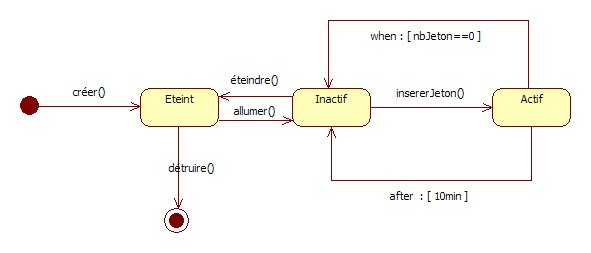 when : [ nbJeton==0 ]
éteindre()
créer()
Eteint
Inactif
insererJeton()
Actif
allumer()
détruire()
after : [ 10min ]